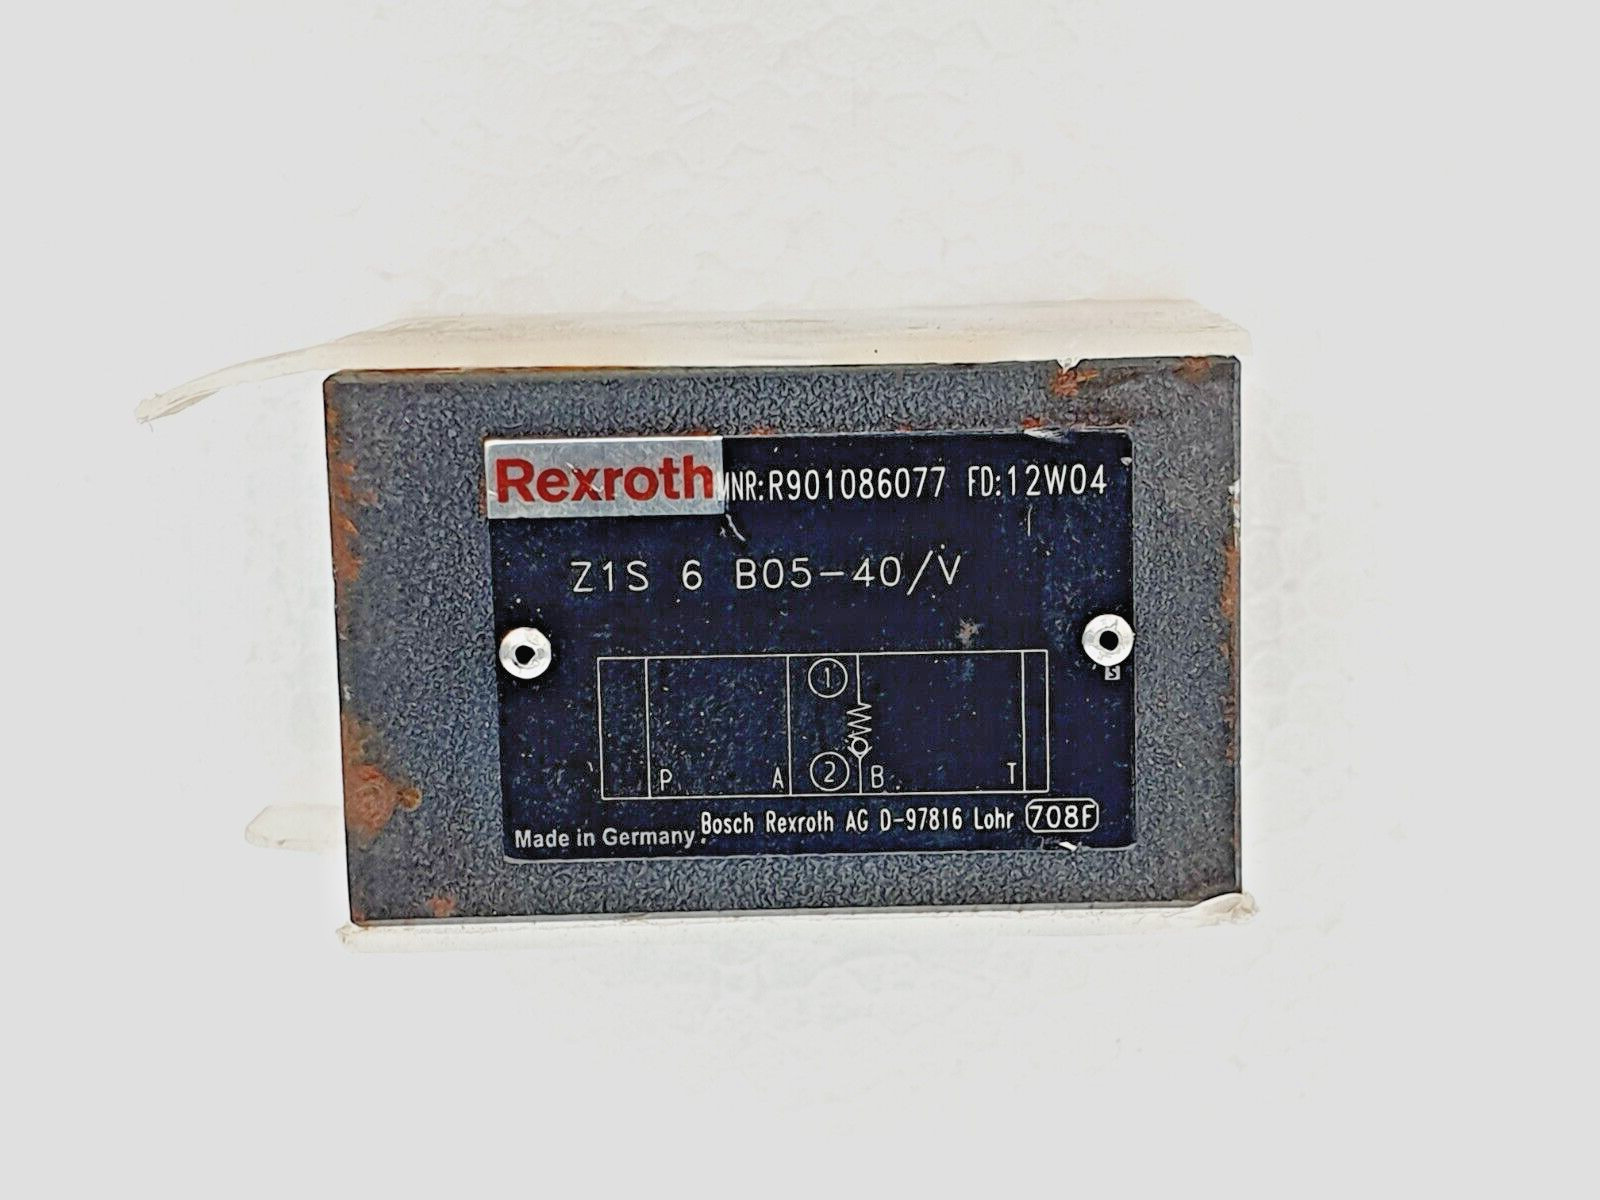 Rexroth MNR:R901086077 FD:12W04
Z1S 6 B05-40/V
1
S
2
P A B T
Bosch Rexroth AG D-97816 Lohr 708F
Made in Germany